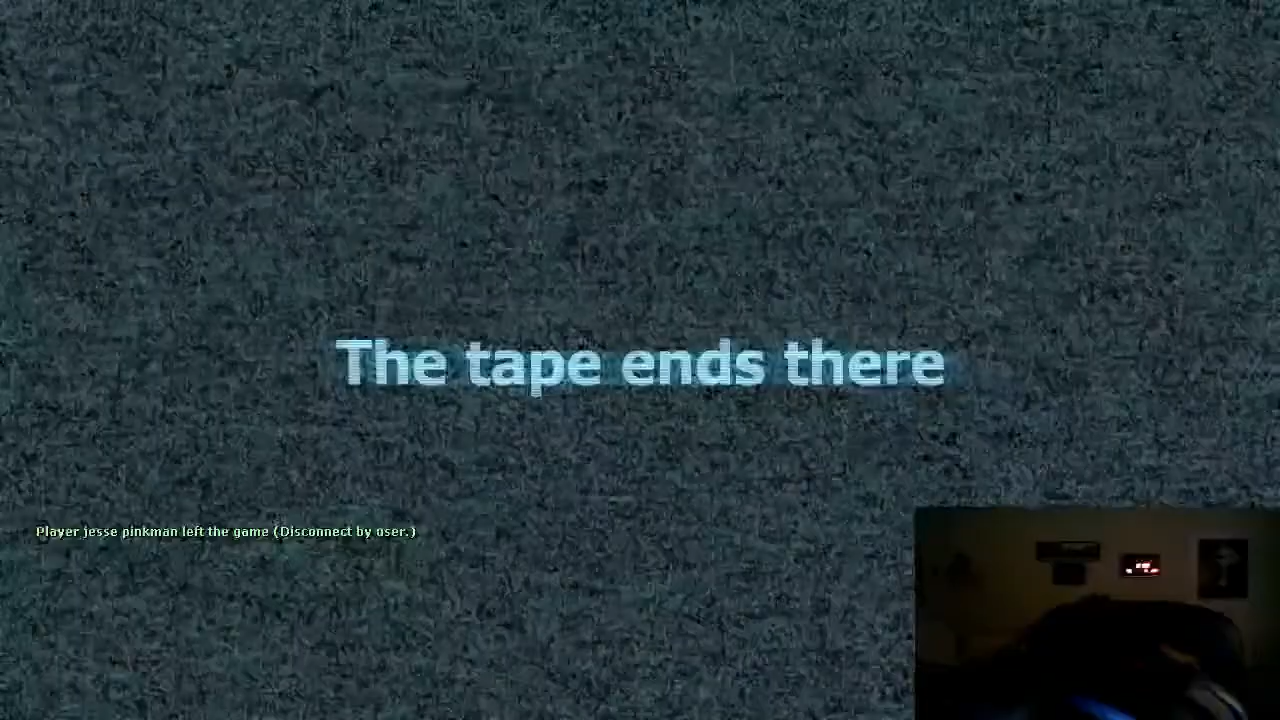 The tape ends there
Player jesse pinkman left the game (Disconnect by user.)